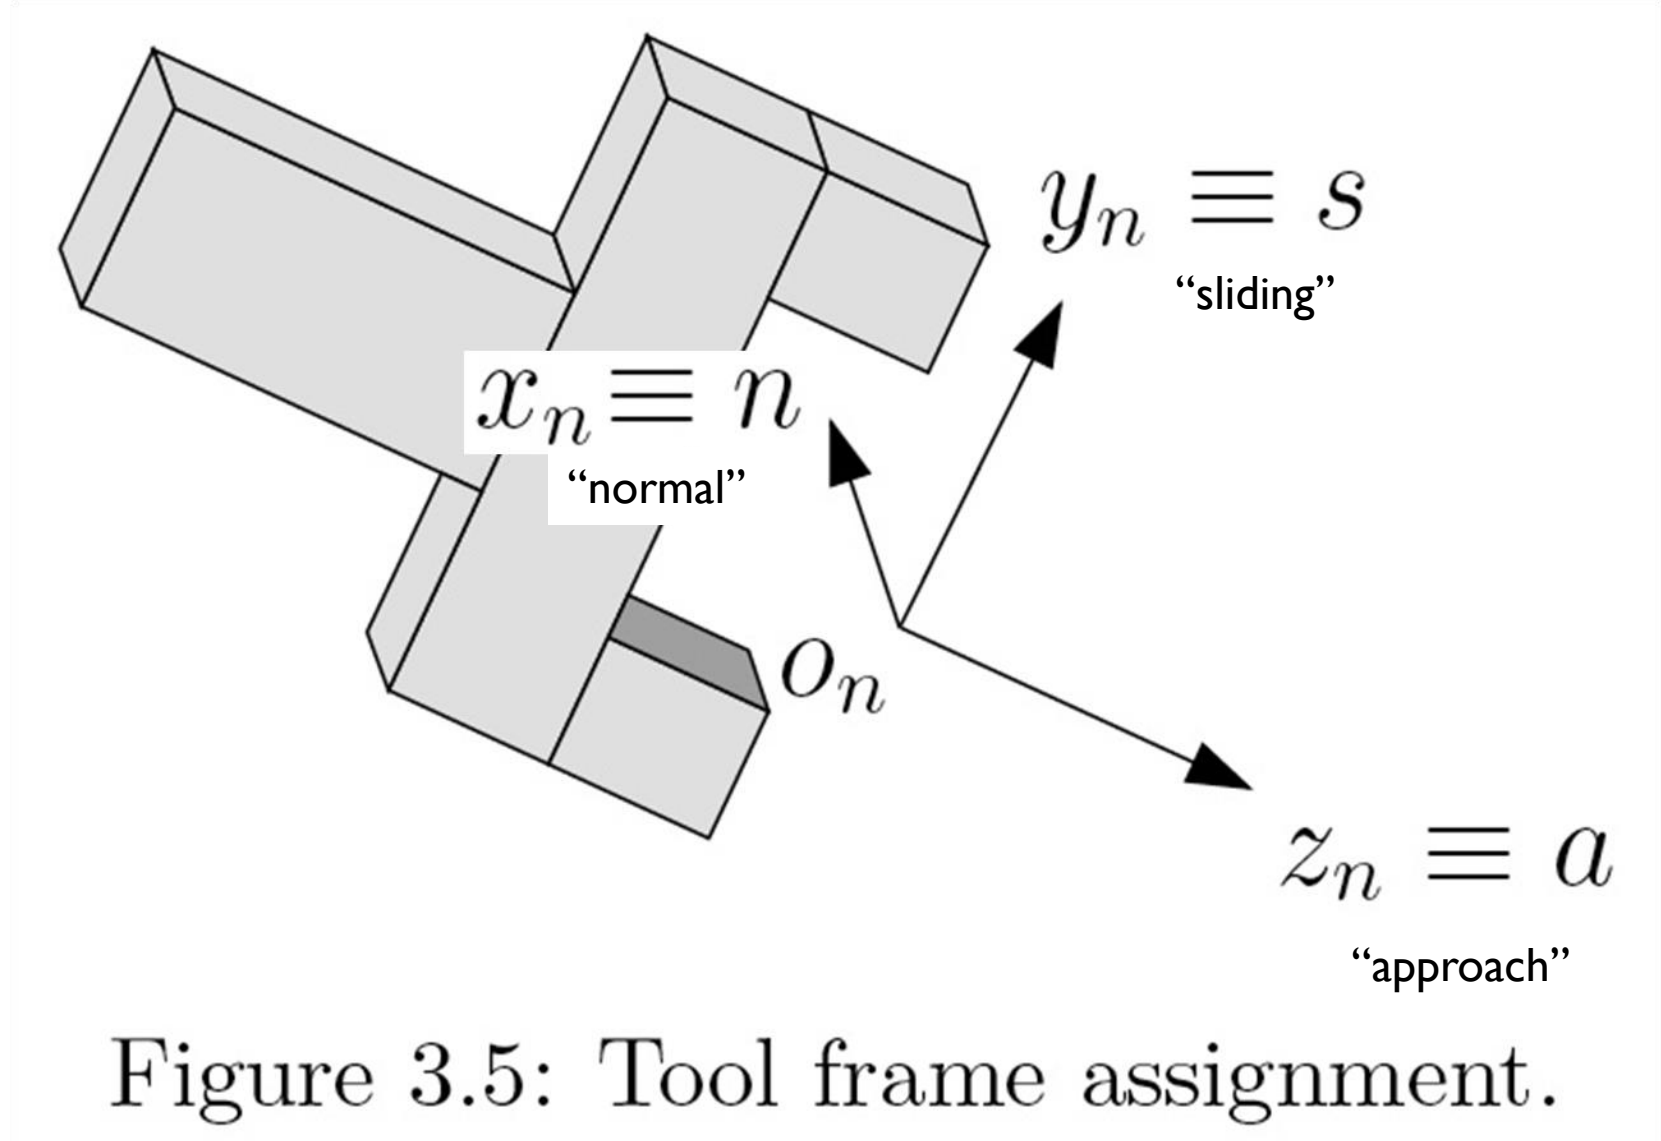 yₙ ≡ s
“sliding”
xₙ ≡ n
“normal”
oₙ
zₙ ≡ a
“approach”
Figure 3.5: Tool frame assignment.